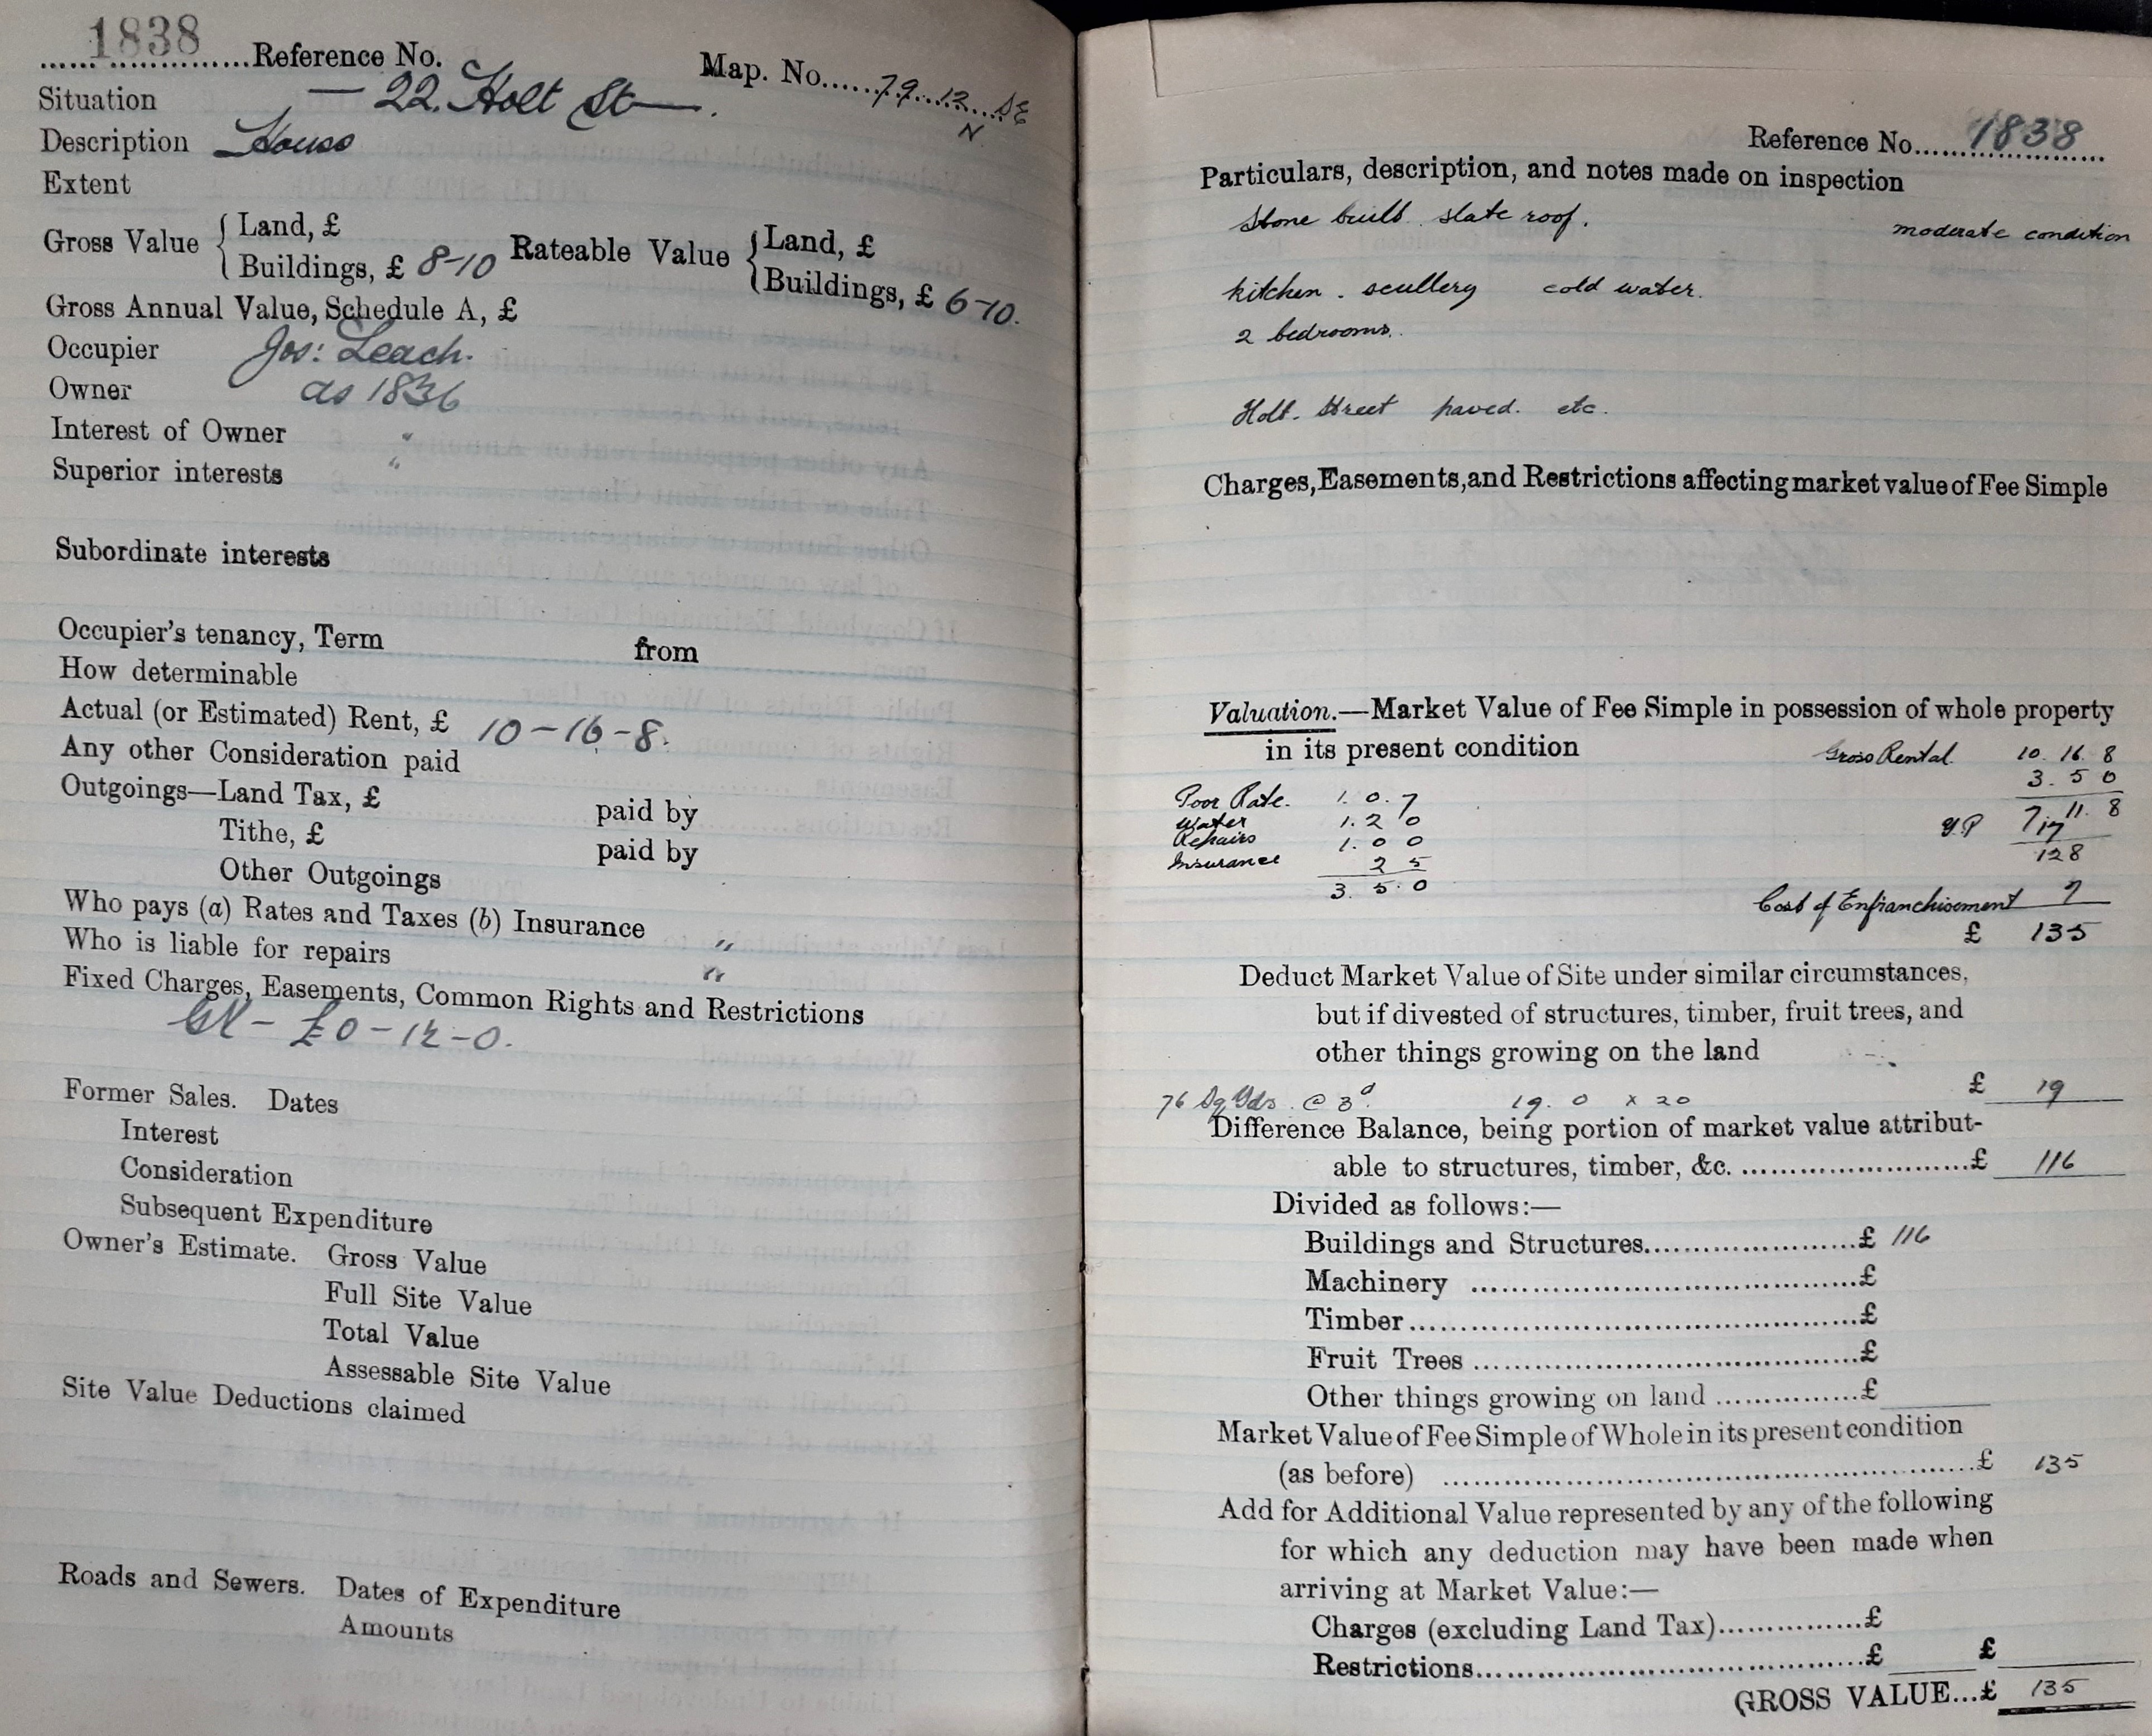 1838 Reference No. Map. No. 79.12 SE
N
Situation — 22. Holt St —.
Description House
Extent
Gross Value { Land, £
Buildings, £ 8-10 Rateable Value { Land, £
Buildings, £ 6-10.
Gross Annual Value, Schedule A, £
Occupier Jos: Leach.
Owner as 1836
Interest of Owner "
Superior interests "
Subordinate interests
Occupier's tenancy, Term from
How determinable
Actual (or Estimated) Rent, £ 10-16-8.
Any other Consideration paid
Outgoings—Land Tax, £ paid by
Tithe, £ paid by
Other Outgoings
Who pays (a) Rates and Taxes (b) Insurance "
Who is liable for repairs "
Fixed Charges, Easements, Common Rights and Restrictions
£0-12-0.
Former Sales. Dates
Interest
Consideration
Subsequent Expenditure
Owner's Estimate. Gross Value
Full Site Value
Total Value
Assessable Site Value
Site Value Deductions claimed
Roads and Sewers. Dates of Expenditure
Amounts
Reference No. 1838
Particulars, description, and notes made on inspection
Stone built slate roof. moderate condition
kitchen. scullery cold water.
2 bedrooms.
Holt. Street paved. etc.
Charges, Easements, and Restrictions affecting market value of Fee Simple
Valuation.—Market Value of Fee Simple in possession of whole property
in its present condition Gross Rental. 10. 16. 8
3. 5 0
Poor Rate. 1. 0. 7 7 11. 8
Water 1. 2 0 YP 17
Repairs 1. 0 0 128
Insurance 2 5
3. 5. 0 Cost of Enfranchisement 7
£ 135
Deduct Market Value of Site under similar circumstances,
but if divested of structures, timber, fruit trees, and
other things growing on the land
76 Sq Yds. @ 3d. 19. 0 x 20 £ 19
Difference Balance, being portion of market value attribut-
able to structures, timber, &c. £ 116
Divided as follows:—
Buildings and Structures £ 116
Machinery £
Timber £
Fruit Trees £
Other things growing on land £
Market Value of Fee Simple of Whole in its present condition
(as before) £ 135
Add for Additional Value represented by any of the following
for which any deduction may have been made when
arriving at Market Value:—
Charges (excluding Land Tax) £
Restrictions £ £
GROSS VALUE...£ 135